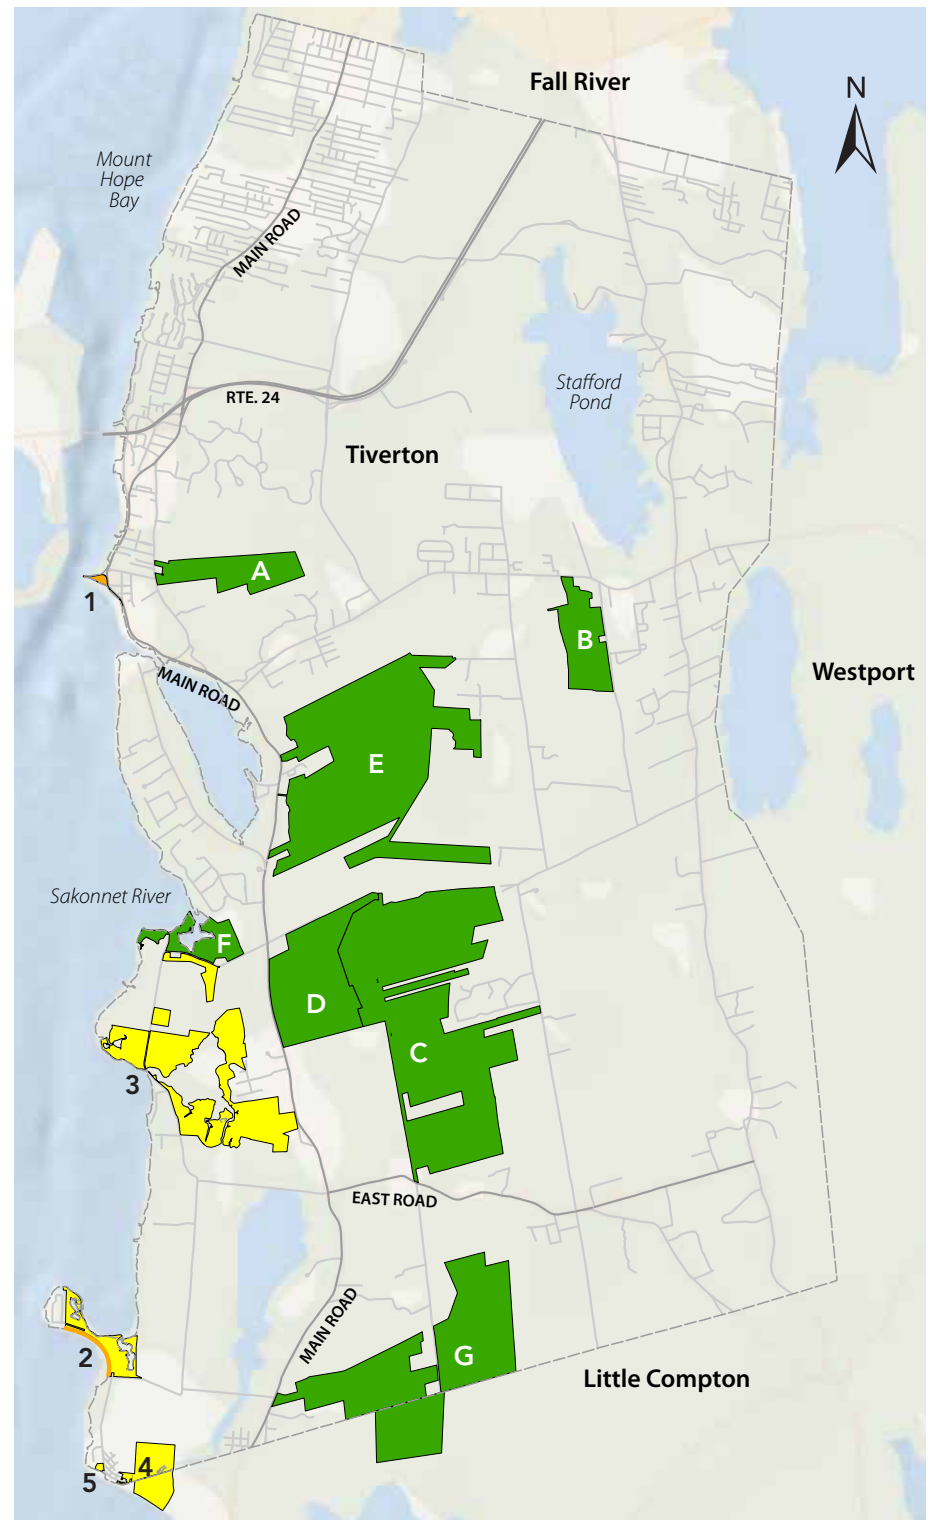 Fall River
N
Mount
Hope
Bay
MAIN ROAD
Stafford
Pond
RTE. 24
Tiverton
A
1
B
Westport
MAIN ROAD
E
Sakonnet River
F
D
C
3
EAST ROAD
MAIN ROAD
2
G
Little Compton
4
5